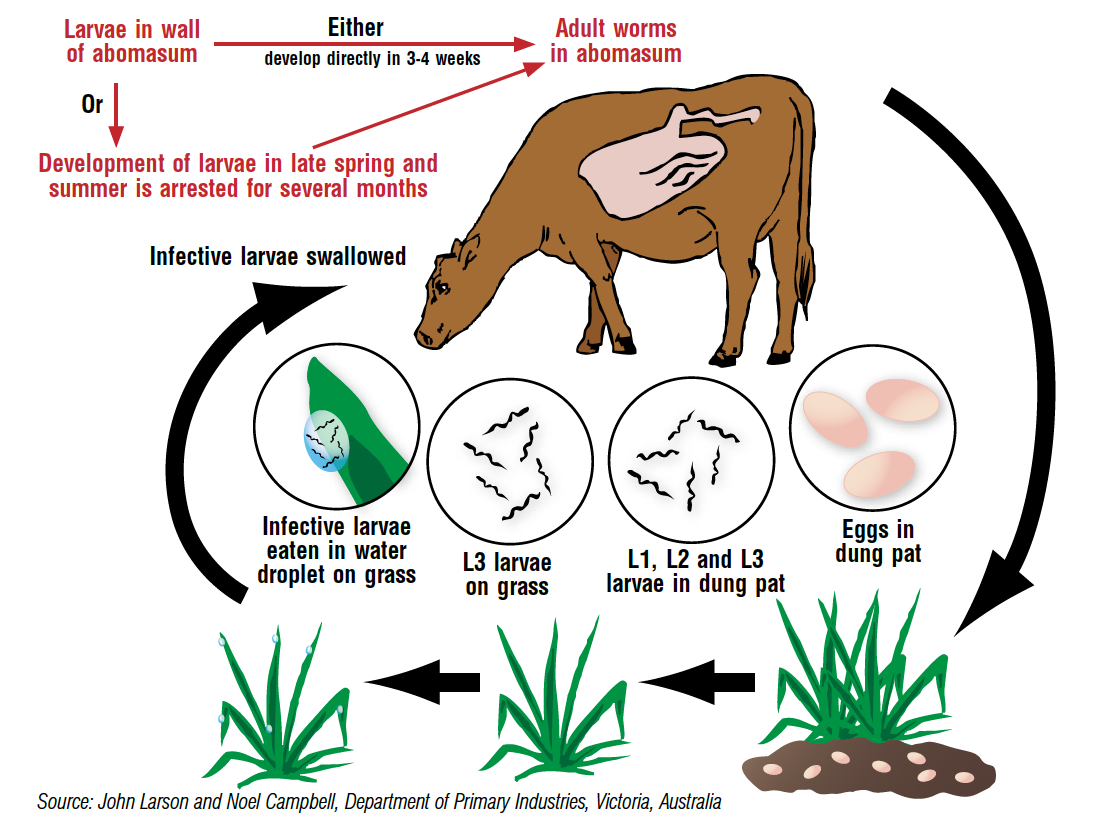 Larvae in wall
of abomasum
Either
develop directly in 3-4 weeks
Adult worms
in abomasum
Or
Development of larvae in late spring and
summer is arrested for several months
Infective larvae swallowed
Infective larvae
eaten in water
droplet on grass
L3 larvae
on grass
L1, L2 and L3
larvae in dung pat
Eggs in
dung pat
Source: John Larson and Noel Campbell, Department of Primary Industries, Victoria, Australia